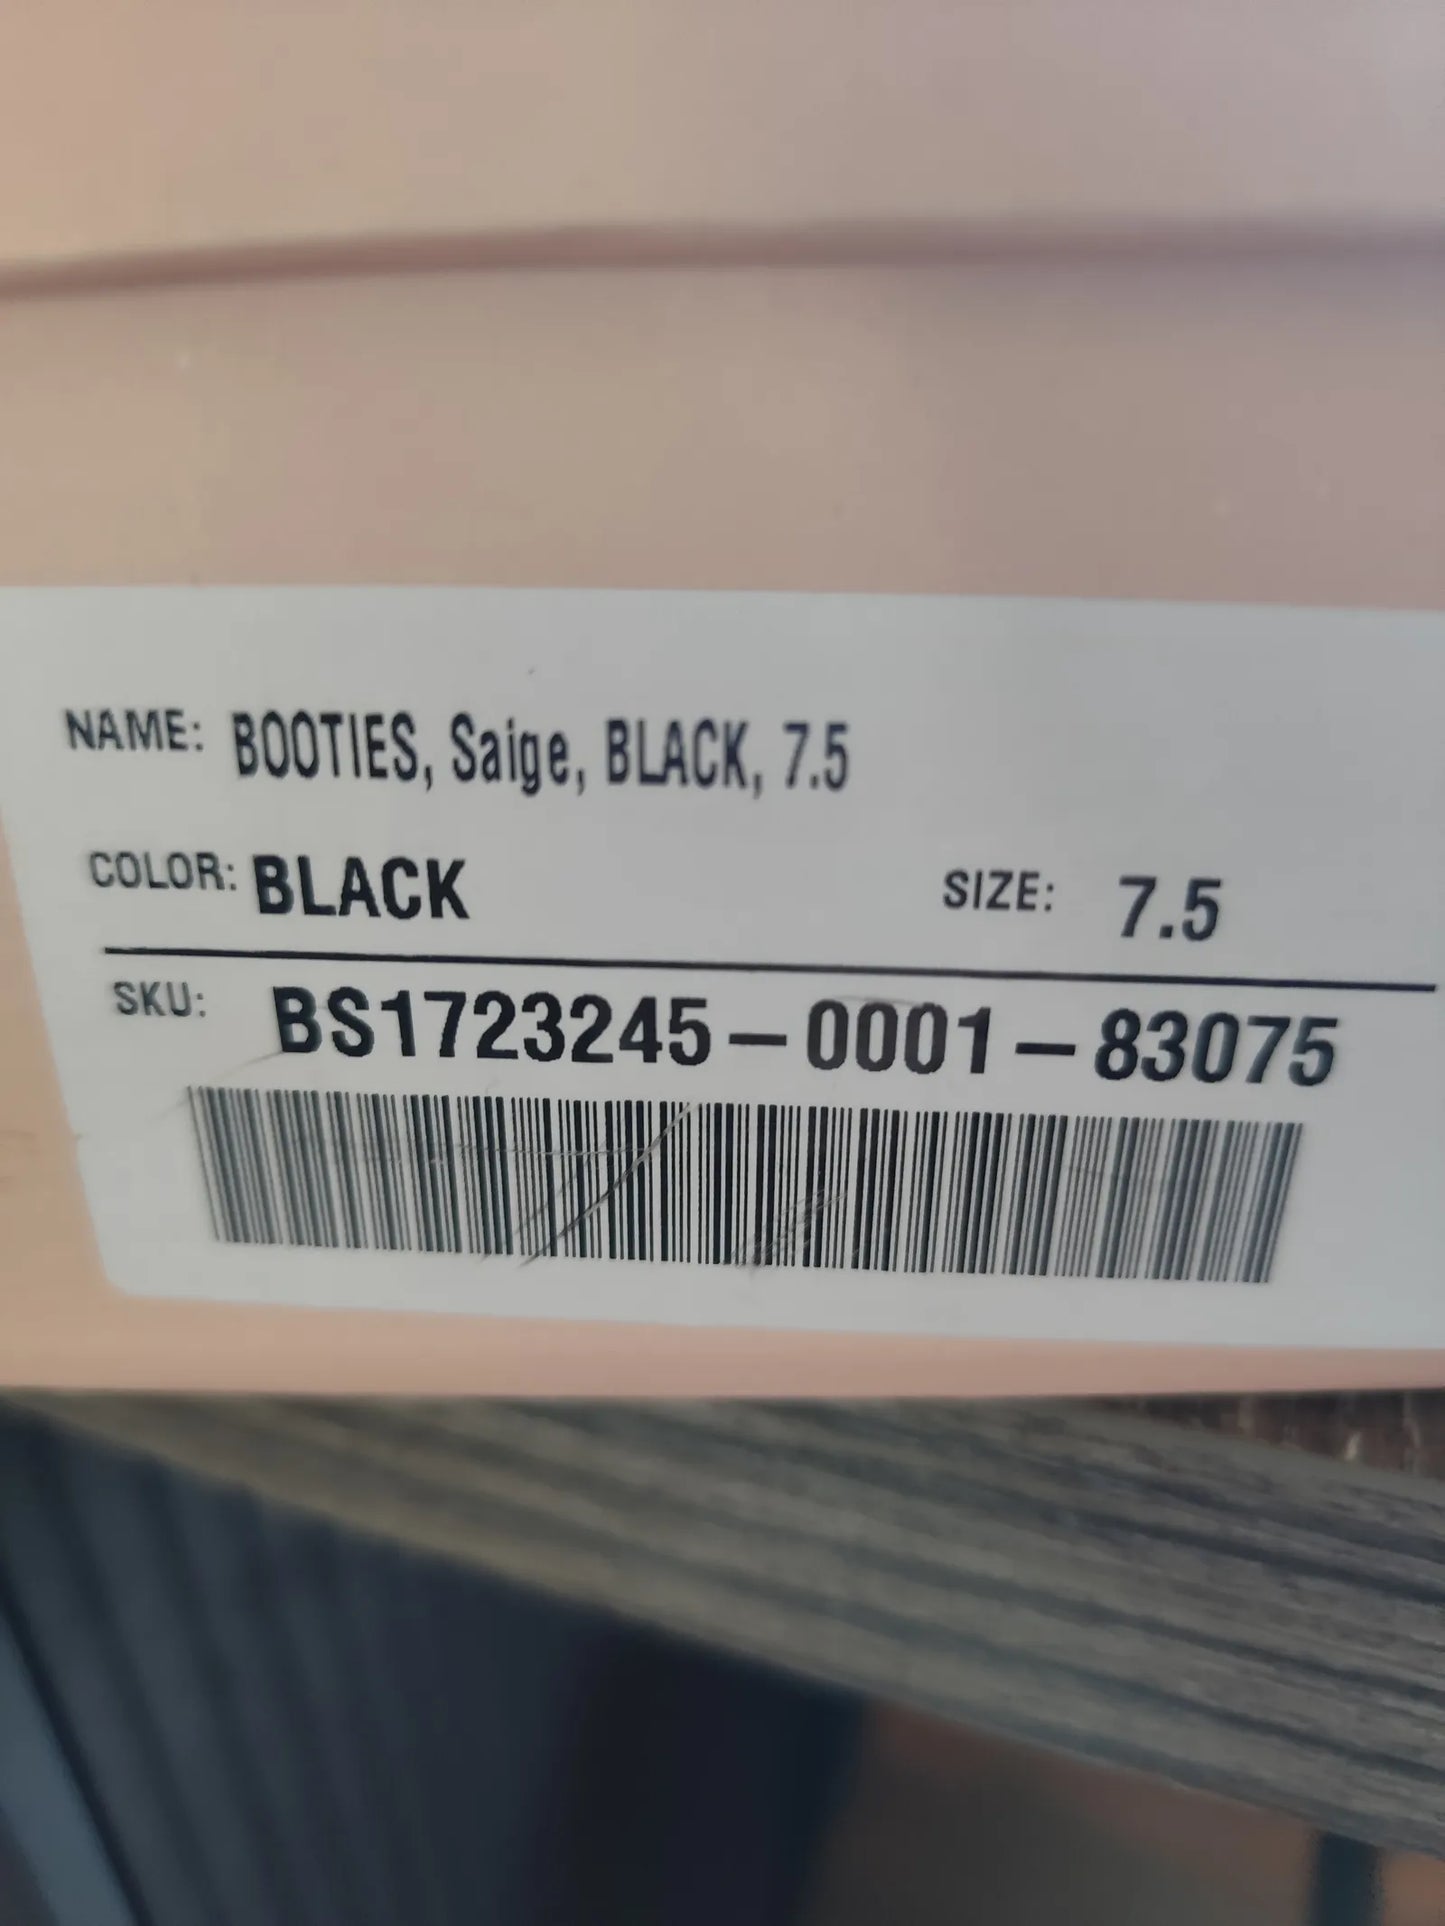 NAME: BOOTIES, Saige, BLACK, 7.5
COLOR: BLACK SIZE: 7.5
SKU: BS1723245-0001-83075